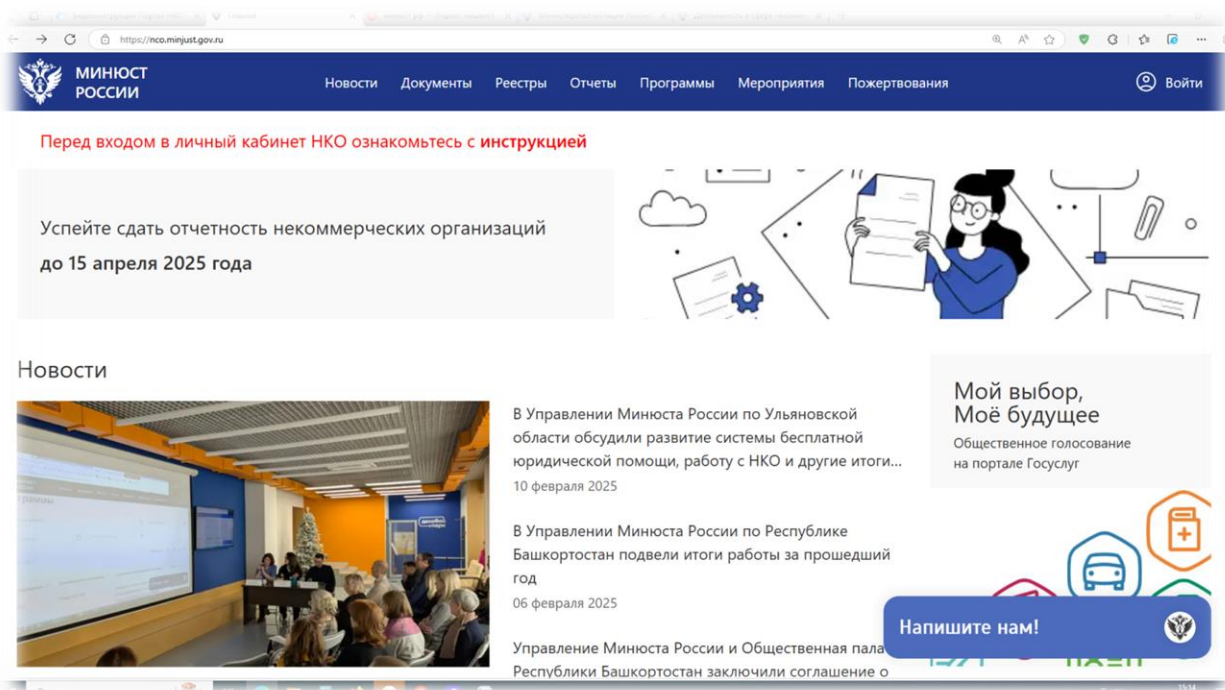 https://nco.minjust.gov.ru
МИНЮСТ
РОССИИ
Новости Документы Реестры Отчеты Программы Мероприятия Пожертвования
Войти
Перед входом в личный кабинет НКО ознакомьтесь с инструкцией
Успейте сдать отчетность некоммерческих организаций
до 15 апреля 2025 года
Новости
В Управлении Минюста России по Ульяновской
области обсудили развитие системы бесплатной
юридической помощи, работу с НКО и другие итоги...
10 февраля 2025
В Управлении Минюста России по Республике
Башкортостан подвели итоги работы за прошедший
год
06 февраля 2025
Управление Минюста России и Общественная пала
Республики Башкортостан заключили соглашение о
Мой выбор,
Моё будущее
Общественное голосование
на портале Госуслуг
Напишите нам!
15:14